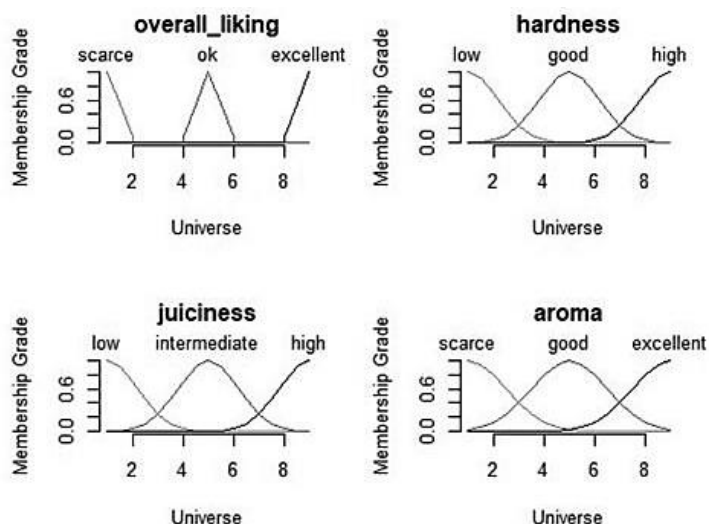 overall_liking
scarce ok excellent
Membership Grade
0.0 0.6
2 4 6 8
Universe
hardness
low good high
Membership Grade
0.0 0.6
2 4 6 8
Universe
juiciness
low intermediate high
Membership Grade
0.0 0.6
2 4 6 8
Universe
aroma
scarce good excellent
Membership Grade
0.0 0.6
2 4 6 8
Universe